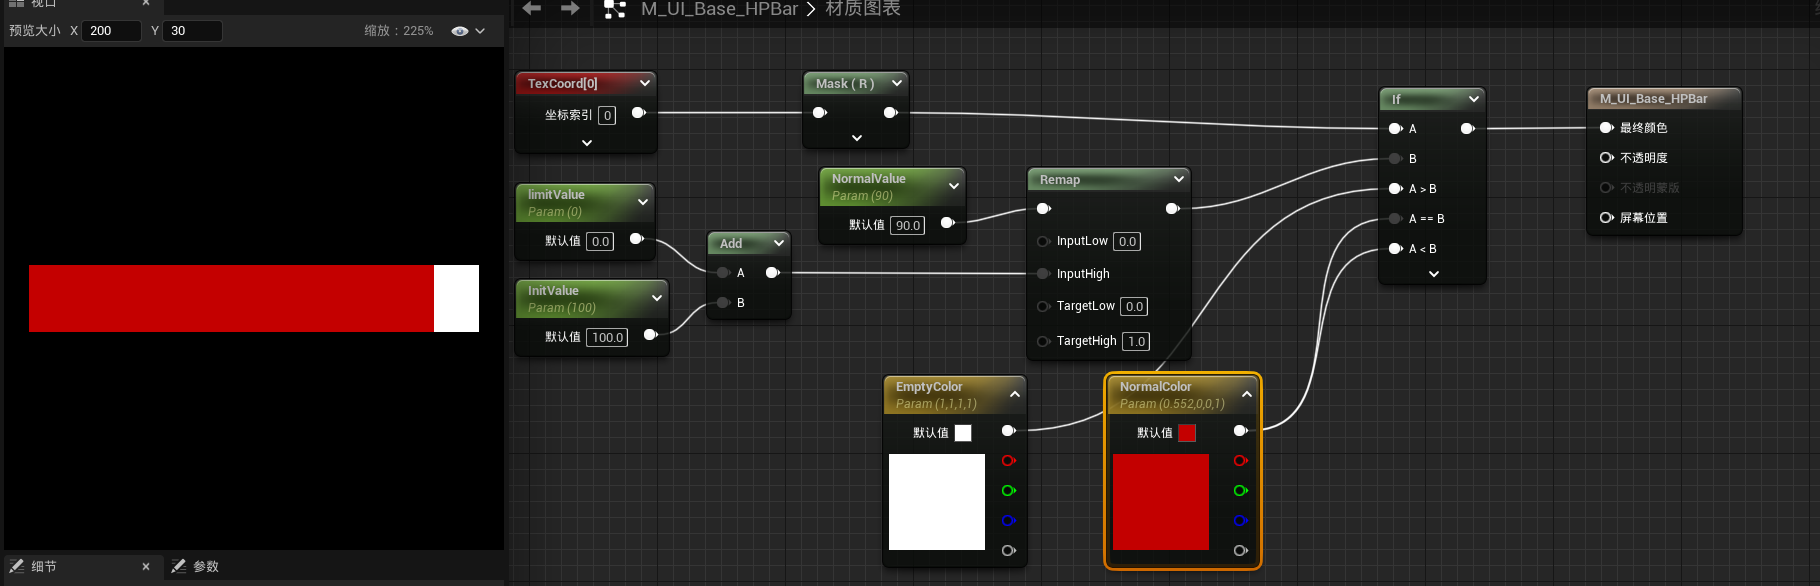 视口
预览大小 X 200 Y 30 缩放：225%
M_UI_Base_HPBar > 材质图表
TexCoord[0]
坐标索引 0
Mask ( R )
limitValue
Param (0)
默认值 0.0
InitValue
Param (100)
默认值 100.0
Add
A
B
NormalValue
Param (90)
默认值 90.0
Remap
InputLow 0.0
InputHigh
TargetLow 0.0
TargetHigh 1.0
EmptyColor
Param (1,1,1,1)
默认值
NormalColor
Param (0.552,0,0,1)
默认值
If
A
B
A > B
A == B
A < B
M_UI_Base_HPBar
最终颜色
不透明度
不透明蒙版
屏幕位置
细节
参数